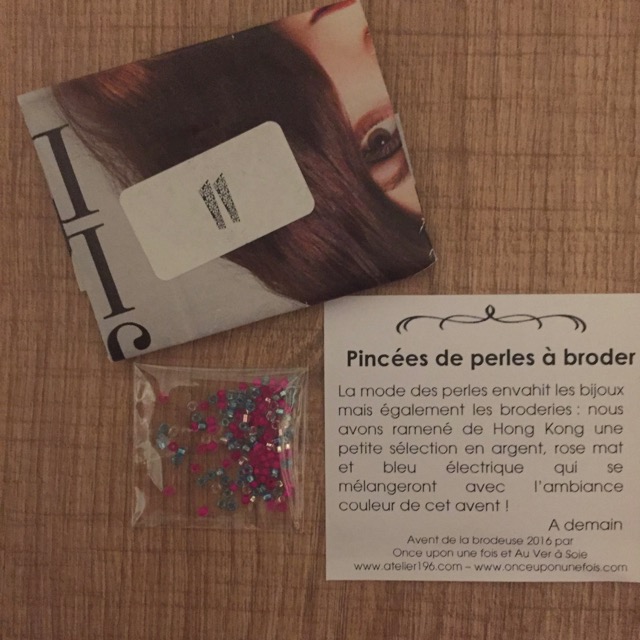 11
Pincées de perles à broder
La mode des perles envahit les bijoux
mais également les broderies : nous
avons ramené de Hong Kong une
petite sélection en argent, rose mat
et bleu électrique qui se
mélangeront avec l'ambiance
couleur de cet avent !
A demain
Avent de la brodeuse 2016 par
Once upon une fois et Au Ver à Soie
www.atelier196.com – www.onceuponunefois.com